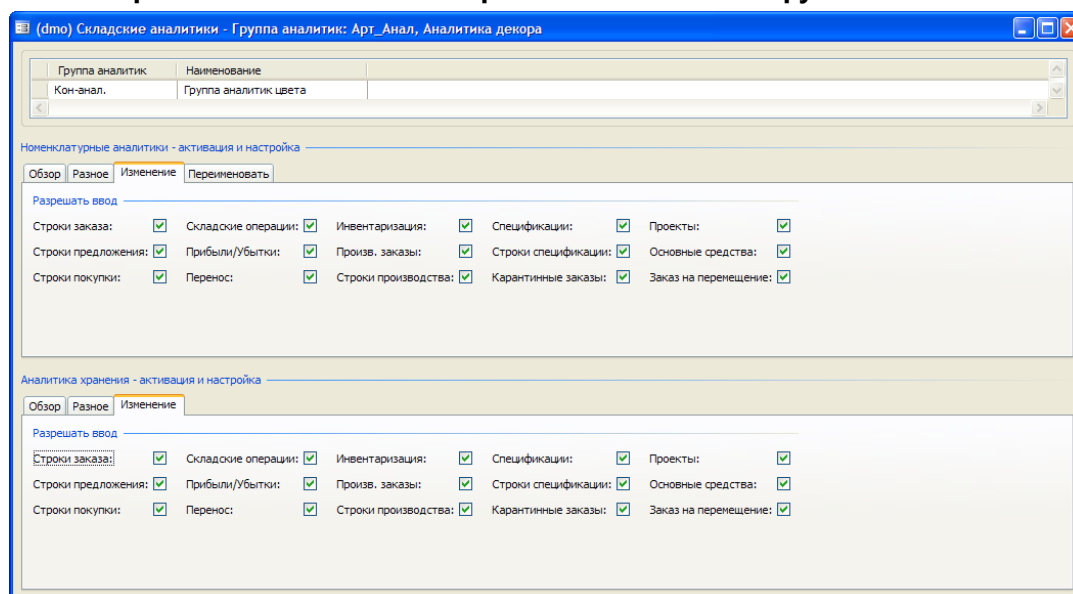 (dmo) Складские аналитики - Группа аналитик: Арт_Анал, Аналитика декора
Группа аналитик Наименование
Кон-анал. Группа аналитик цвета
Номенклатурные аналитики - активация и настройка
Обзор Разное Изменение Переименовать
Разрешать ввод
Строки заказа: Складские операции: Инвентаризация: Спецификации: Проекты:
Строки предложения: Прибыли/Убытки: Произв. заказы: Строки спецификации: Основные средства:
Строки покупки: Перенос: Строки производства: Карантинные заказы: Заказ на перемещение:
Аналитика хранения - активация и настройка
Обзор Разное Изменение
Разрешать ввод
Строки заказа: Складские операции: Инвентаризация: Спецификации: Проекты:
Строки предложения: Прибыли/Убытки: Произв. заказы: Строки спецификации: Основные средства:
Строки покупки: Перенос: Строки производства: Карантинные заказы: Заказ на перемещение: